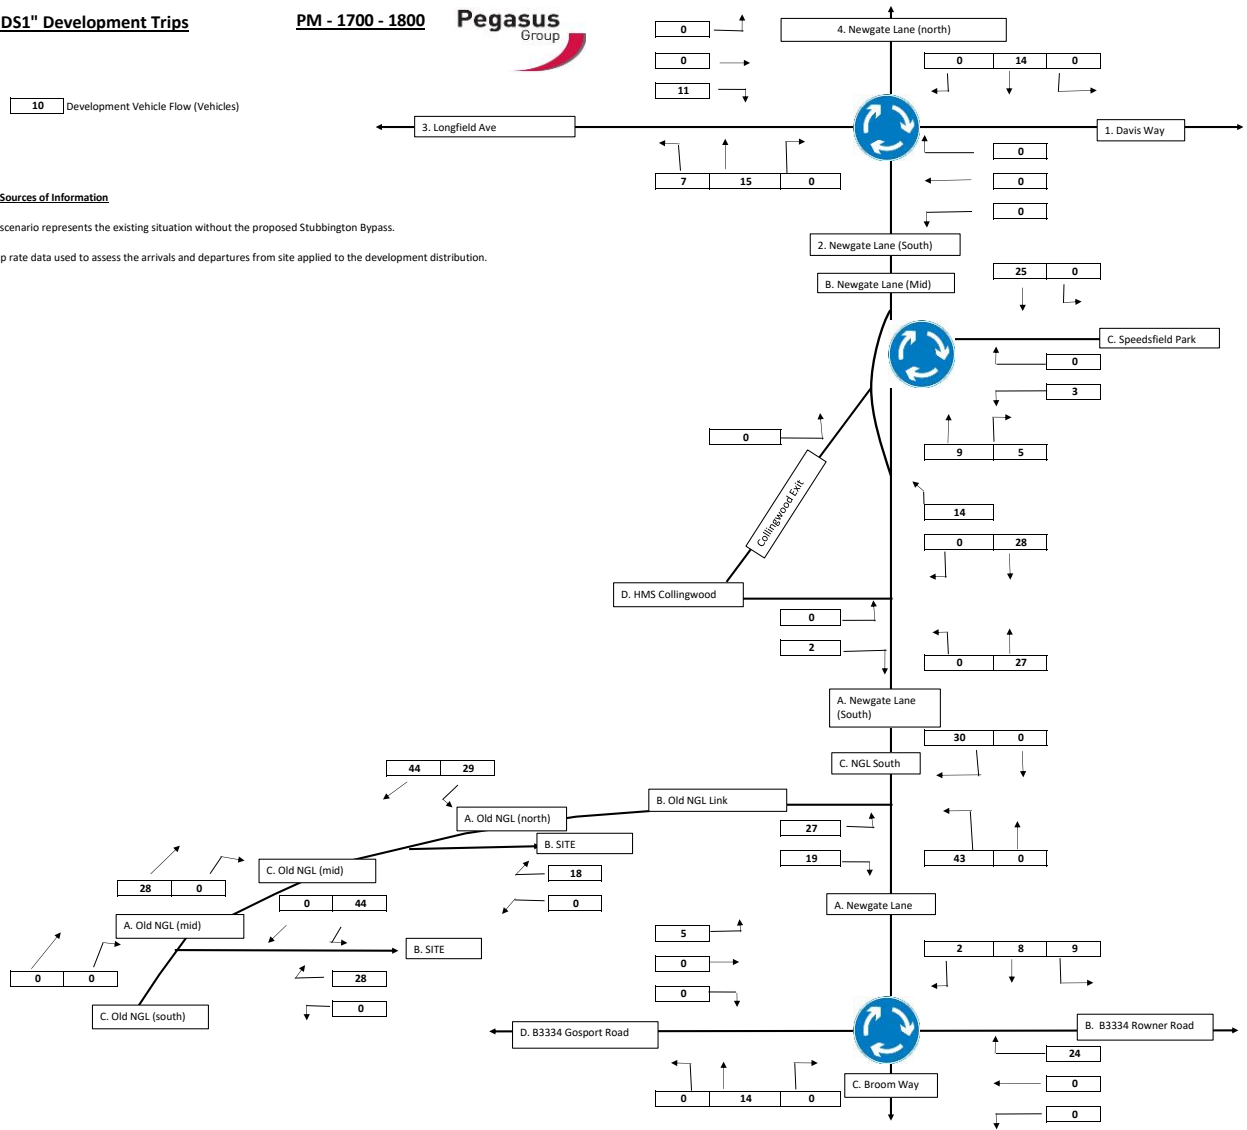 DS1" Development Trips
PM - 1700 - 1800
Pegasus
Group
10 Development Vehicle Flow (Vehicles)
Sources of Information
scenario represents the existing situation without the proposed Stubbington Bypass.
p rate data used to assess the arrivals and departures from site applied to the development distribution.
0
4. Newgate Lane (north)
0
0 14 0
11
3. Longfield Ave
1. Davis Way
0
7 15 0
0
0
2. Newgate Lane (South)
B. Newgate Lane (Mid)
25 0
C. Speedsfield Park
0
3
0
9 5
Collingwood Exit
14
0 28
D. HMS Collingwood
0
2
0 27
A. Newgate Lane
(South)
30 0
C. NGL South
44 29
B. Old NGL Link
A. Old NGL (north)
27
B. SITE
19
43 0
C. Old NGL (mid)
18
28 0
0
0 44
A. Newgate Lane
A. Old NGL (mid)
5
B. SITE
2 8 9
0
0 0
28
0
0
C. Old NGL (south)
D. B3334 Gosport Road
B. B3334 Rowner Road
24
C. Broom Way
0
0 14 0
0